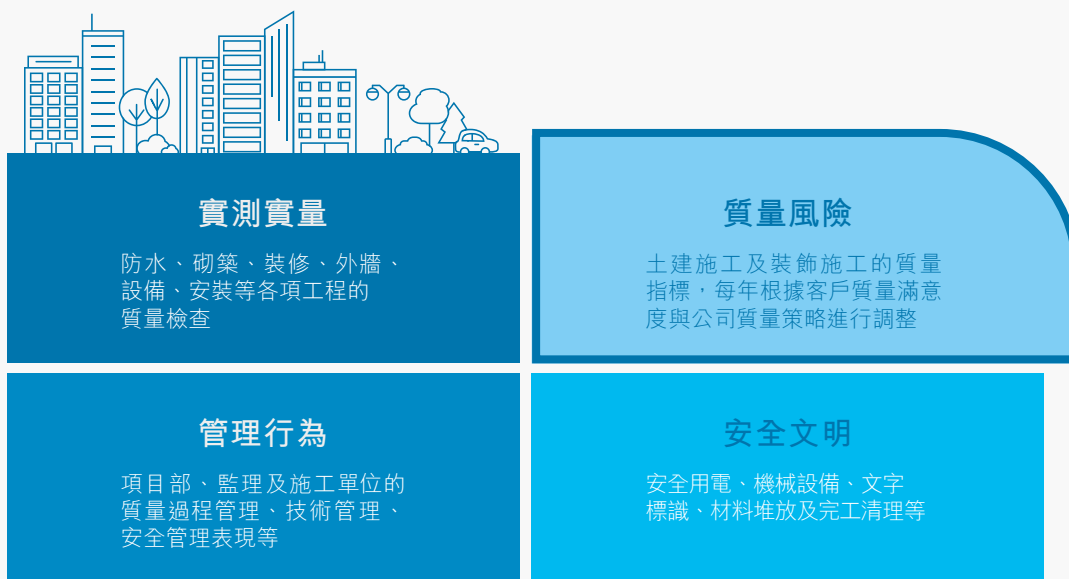 實測實量
防水、砌築、裝修、外牆、
設備、安裝等各項工程的
質量檢查
質量風險
土建施工及裝飾施工的質量
指標，每年根據客戶質量滿意
度與公司質量策略進行調整
管理行為
項目部、監理及施工單位的
質量過程管理、技術管理、
安全管理表現等
安全文明
安全用電、機械設備、文字
標識、材料堆放及完工清理等